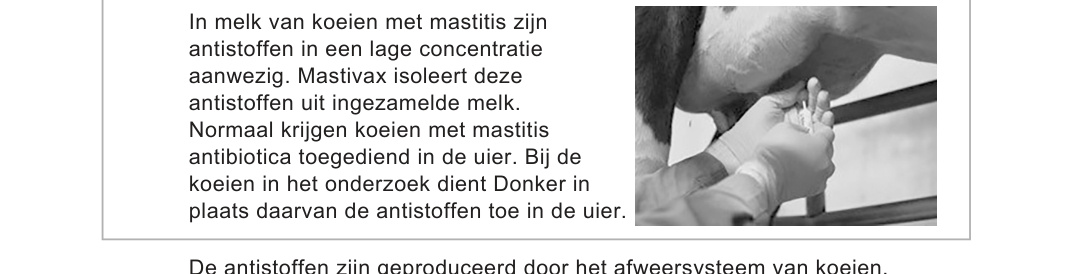 In melk van koeien met mastitis zijn
antistoffen in een lage concentratie
aanwezig. Mastivax isoleert deze
antistoffen uit ingezamelde melk.
Normaal krijgen koeien met mastitis
antibiotica toegediend in de uier. Bij de
koeien in het onderzoek dient Donker in
plaats daarvan de antistoffen toe in de uier.
De antistoffen zijn geproduceerd door het afweersysteem van koeien.